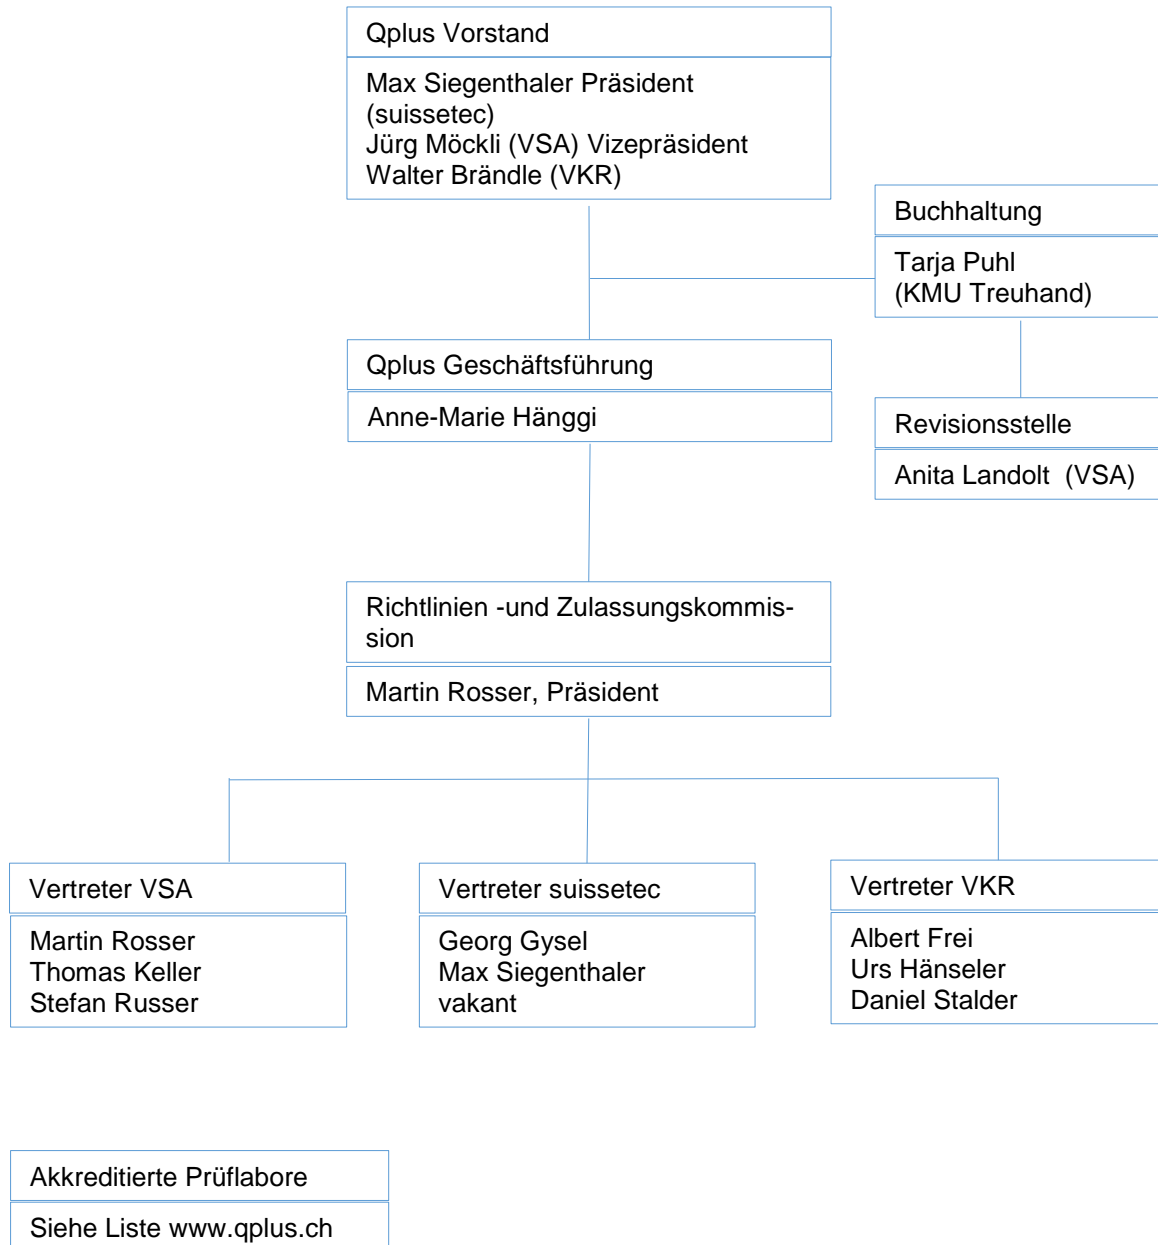 Qplus Vorstand
Max Siegenthaler Präsident
(suissetec)
Jürg Möckli (VSA) Vizepräsident
Walter Brändle (VKR)
Buchhaltung
Tarja Puhl
(KMU Treuhand)
Qplus Geschäftsführung
Anne-Marie Hänggi
Revisionsstelle
Anita Landolt  (VSA)
Richtlinien -und Zulassungskommis-
sion
Martin Rosser, Präsident
Vertreter VSA
Martin Rosser
Thomas Keller
Stefan Russer
Vertreter suissetec
Georg Gysel
Max Siegenthaler
vakant
Vertreter VKR
Albert Frei
Urs Hänseler
Daniel Stalder
Akkreditierte Prüflabore
Siehe Liste www.qplus.ch